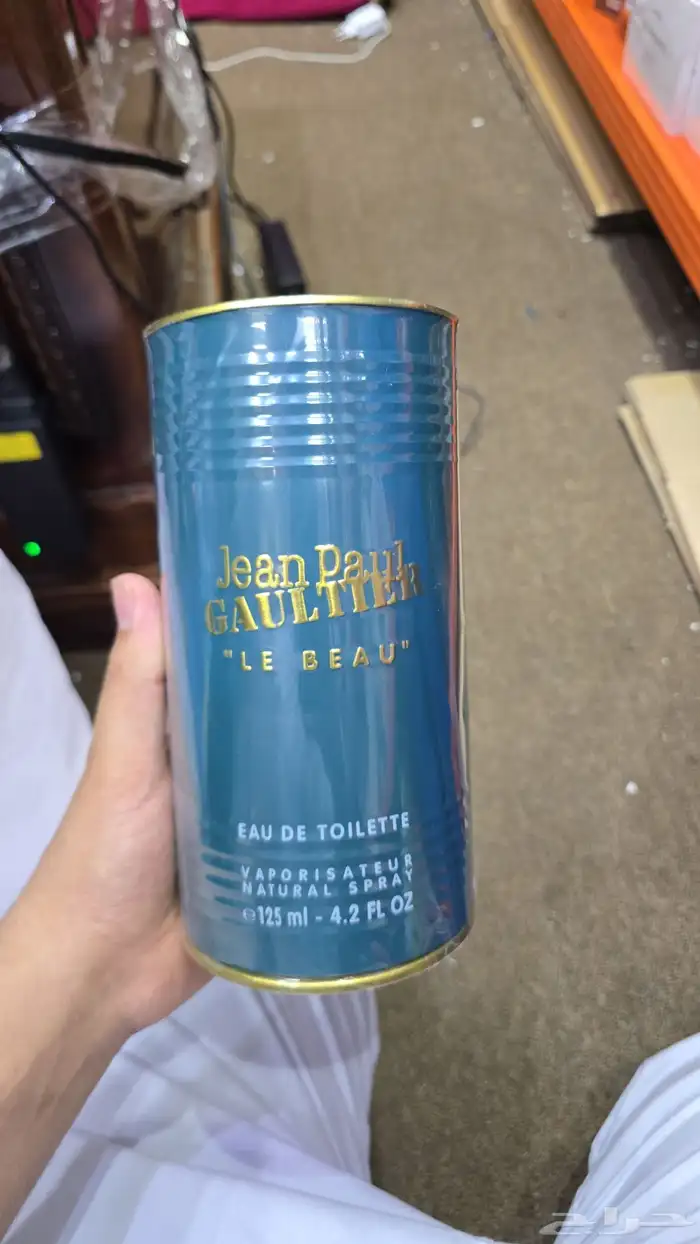 Jean Paul
GAULTIER
"LE BEAU"
EAU DE TOILETTE
VAPORISATEUR
NATURAL SPRAY
℮125 ml - 4.2 FL OZ
حراج